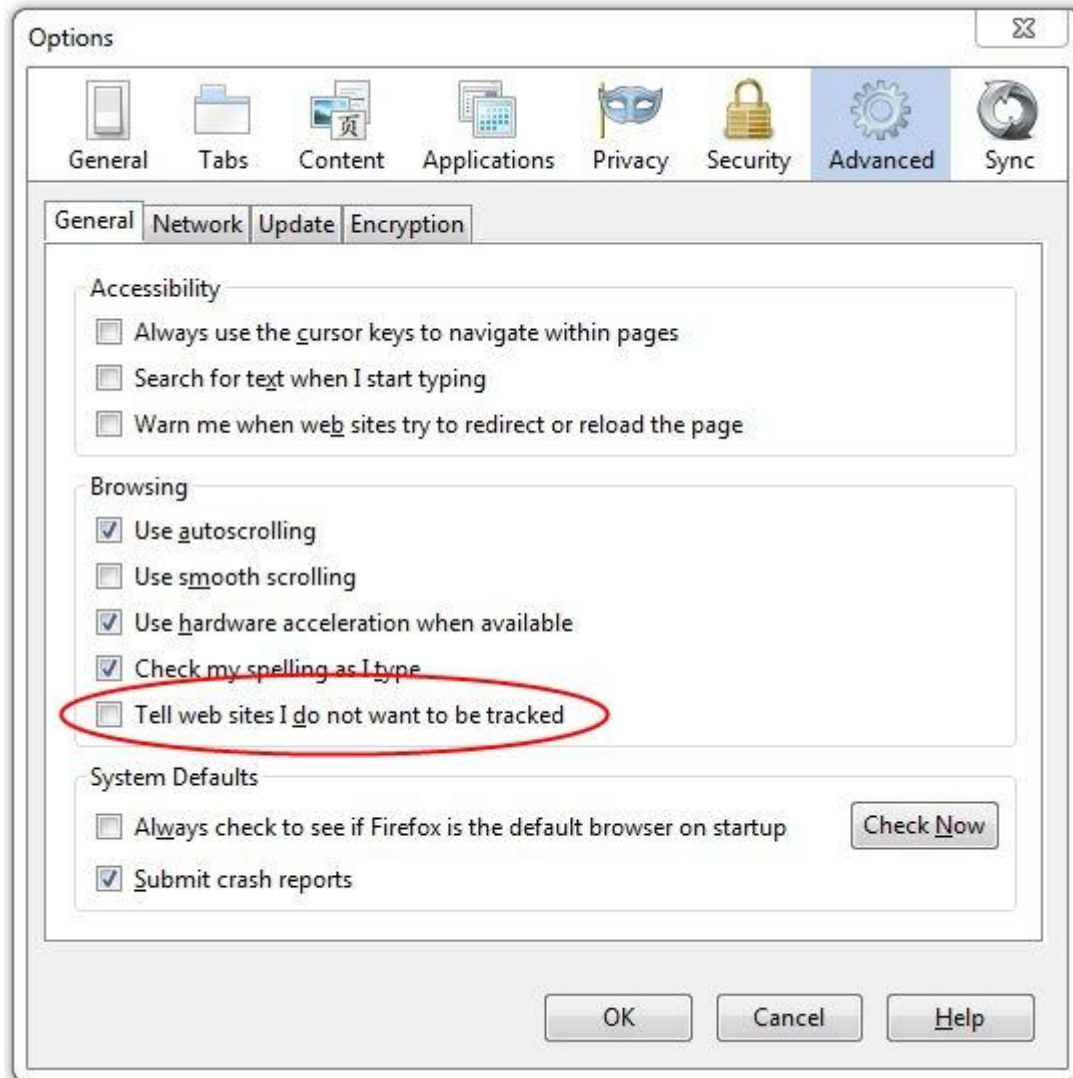 Options
页
General Tabs Content Applications Privacy Security Advanced Sync
General Network Update Encryption
Accessibility
Always use the cursor keys to navigate within pages
Search for text when I start typing
Warn me when web sites try to redirect or reload the page
Browsing
Use autoscrolling
Use smooth scrolling
Use hardware acceleration when available
Check my spelling as I type
Tell web sites I do not want to be tracked
System Defaults
Always check to see if Firefox is the default browser on startup Check Now
Submit crash reports
OK Cancel Help